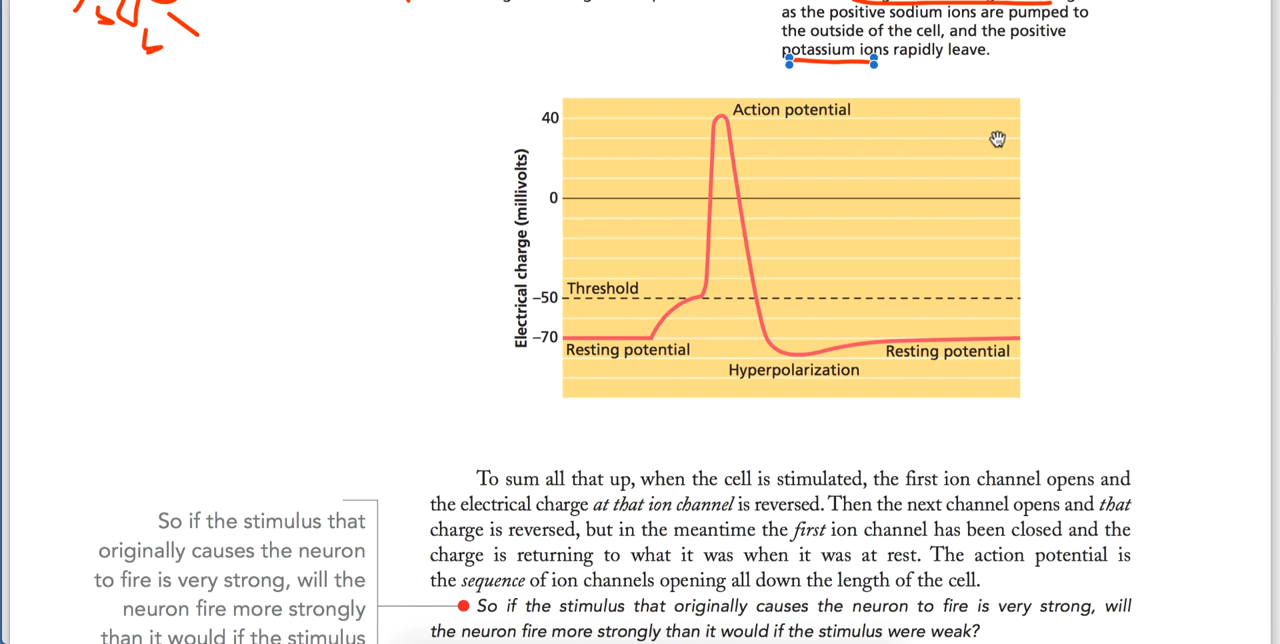 as the positive sodium ions are pumped to
the outside of the cell, and the positive
potassium ions rapidly leave.
Action potential
40
0
Electrical charge (millivolts)
Threshold
–50
–70
Resting potential
Resting potential
Hyperpolarization
To sum all that up, when the cell is stimulated, the first ion channel opens and
the electrical charge at that ion channel is reversed. Then the next channel opens and that
charge is reversed, but in the meantime the first ion channel has been closed and the
charge is returning to what it was when it was at rest. The action potential is
the sequence of ion channels opening all down the length of the cell.
So if the stimulus that originally causes the neuron to fire is very strong, will
the neuron fire more strongly than it would if the stimulus were weak?
So if the stimulus that
originally causes the neuron
to fire is very strong, will the
neuron fire more strongly
than it would if the stimulus